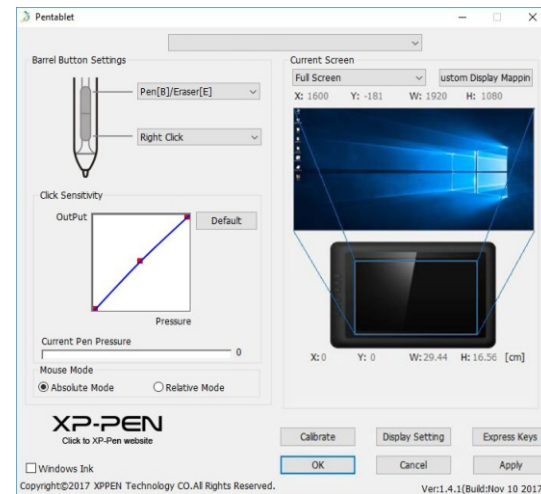 Pentablet
Barrel Button Settings
Pen[B]/Eraser[E]
Right Click
Click Sensitivity
OutPut
Default
Pressure
Current Pen Pressure
0
Mouse Mode
Absolute Mode
Relative Mode
XP-PEN
Click to XP-Pen website
Windows Ink
Copyright©2017 XPPEN Technology CO.All Rights Reserved.
Current Screen
Full Screen
ustom Display Mappin
X: 1600 Y: -181 W: 1920 H: 1080
X: 0 Y: 0 W: 29.44 H: 16.56 [cm]
Calibrate
Display Setting
Express Keys
OK
Cancel
Apply
Ver:1.4.1(Build:Nov 10 2017